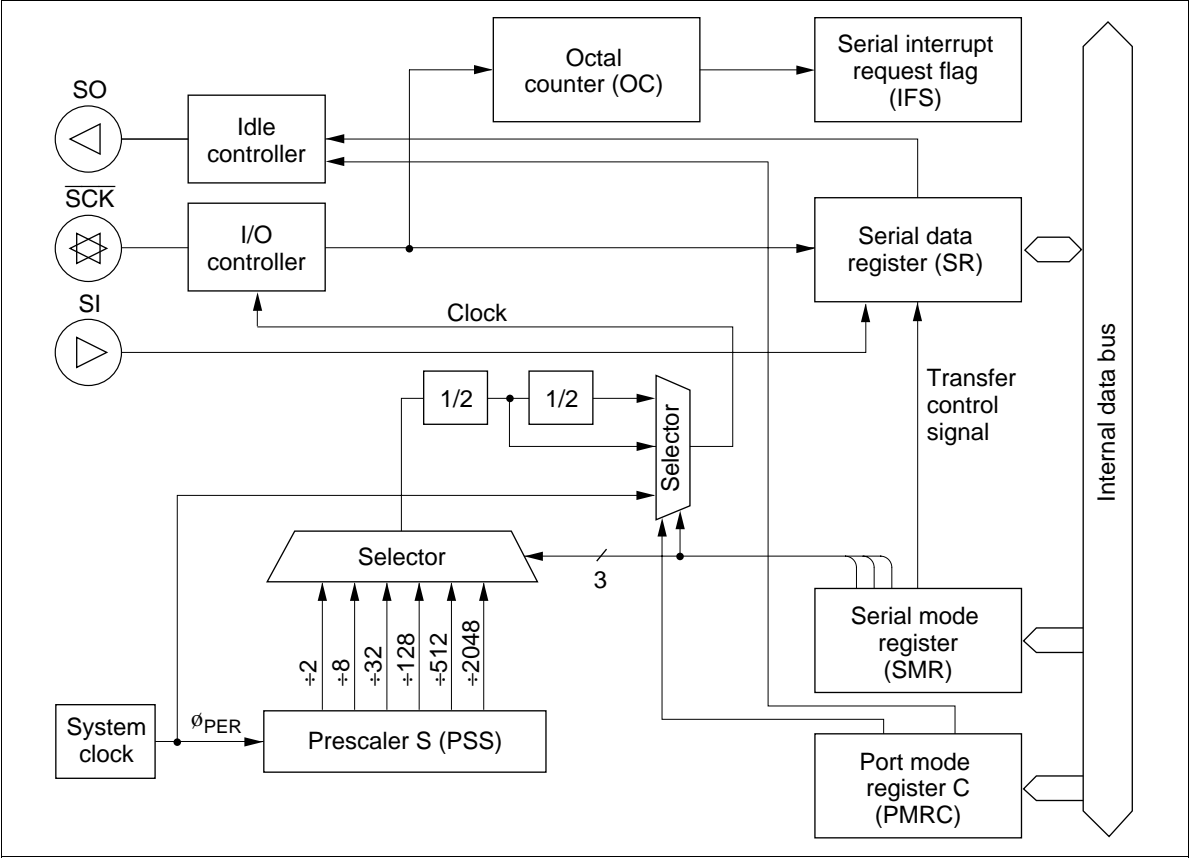 Octal
counter (OC)
Serial interrupt
request flag
(IFS)
SO
Idle
controller
SCK
I/O
controller
Serial data
register (SR)
SI
Clock
Transfer
control
signal
Internal data bus
1/2
1/2
Selector
Selector
3
÷2
÷8
÷32
÷128
÷512
÷2048
Serial mode
register
(SMR)
System
clock
øPER
Prescaler S (PSS)
Port mode
register C
(PMRC)